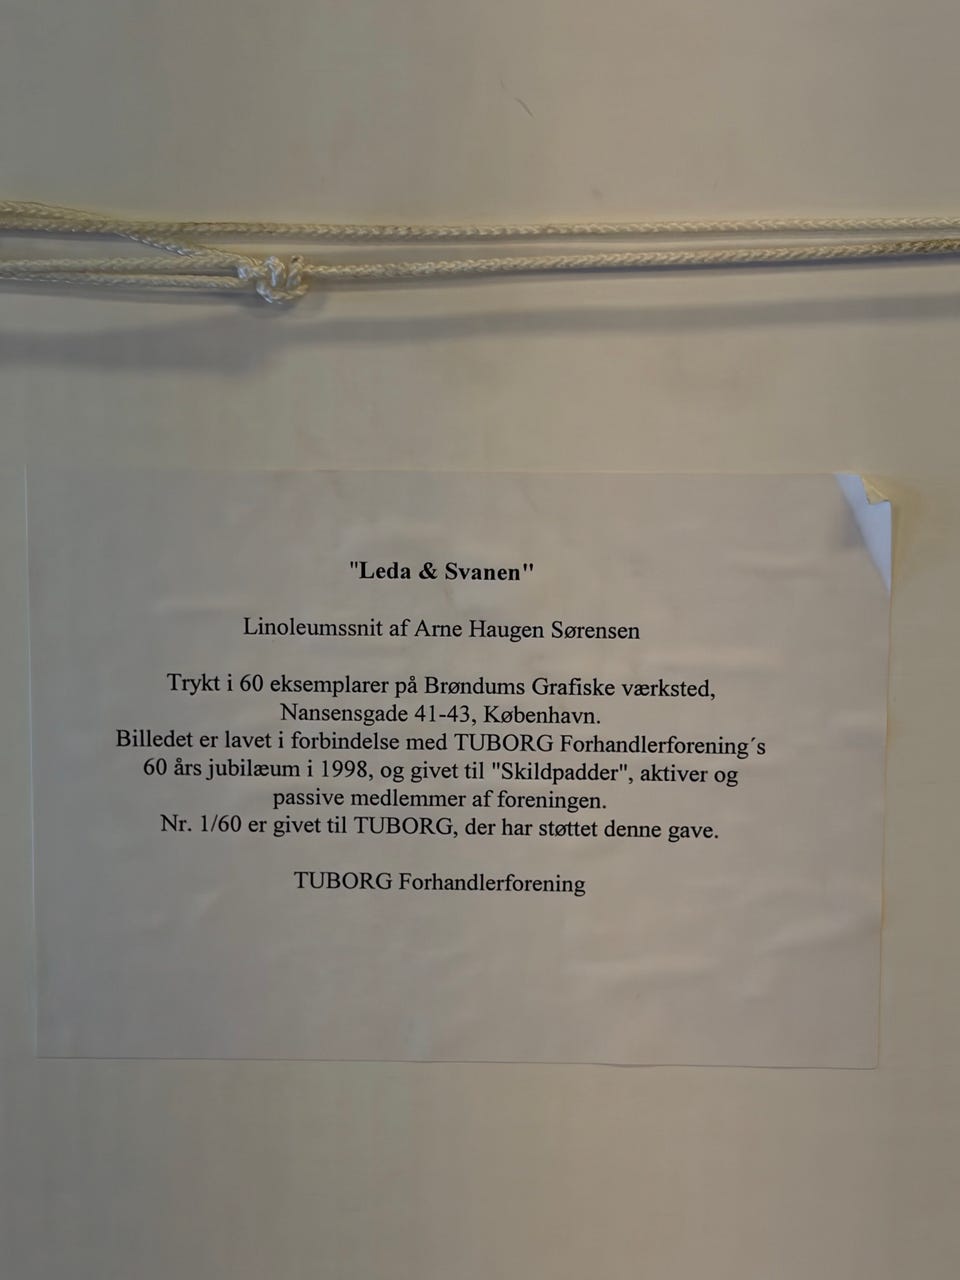 "Leda & Svanen"
Linoleumssnit af Arne Haugen Sørensen
Trykt i 60 eksemplarer på Brøndums Grafiske værksted,
Nansensgade 41-43, København.
Billedet er lavet i forbindelse med TUBORG Forhandlerforening´s
60 års jubilæum i 1998, og givet til "Skildpadder", aktiver og
passive medlemmer af foreningen.
Nr. 1/60 er givet til TUBORG, der har støttet denne gave.
TUBORG Forhandlerforening